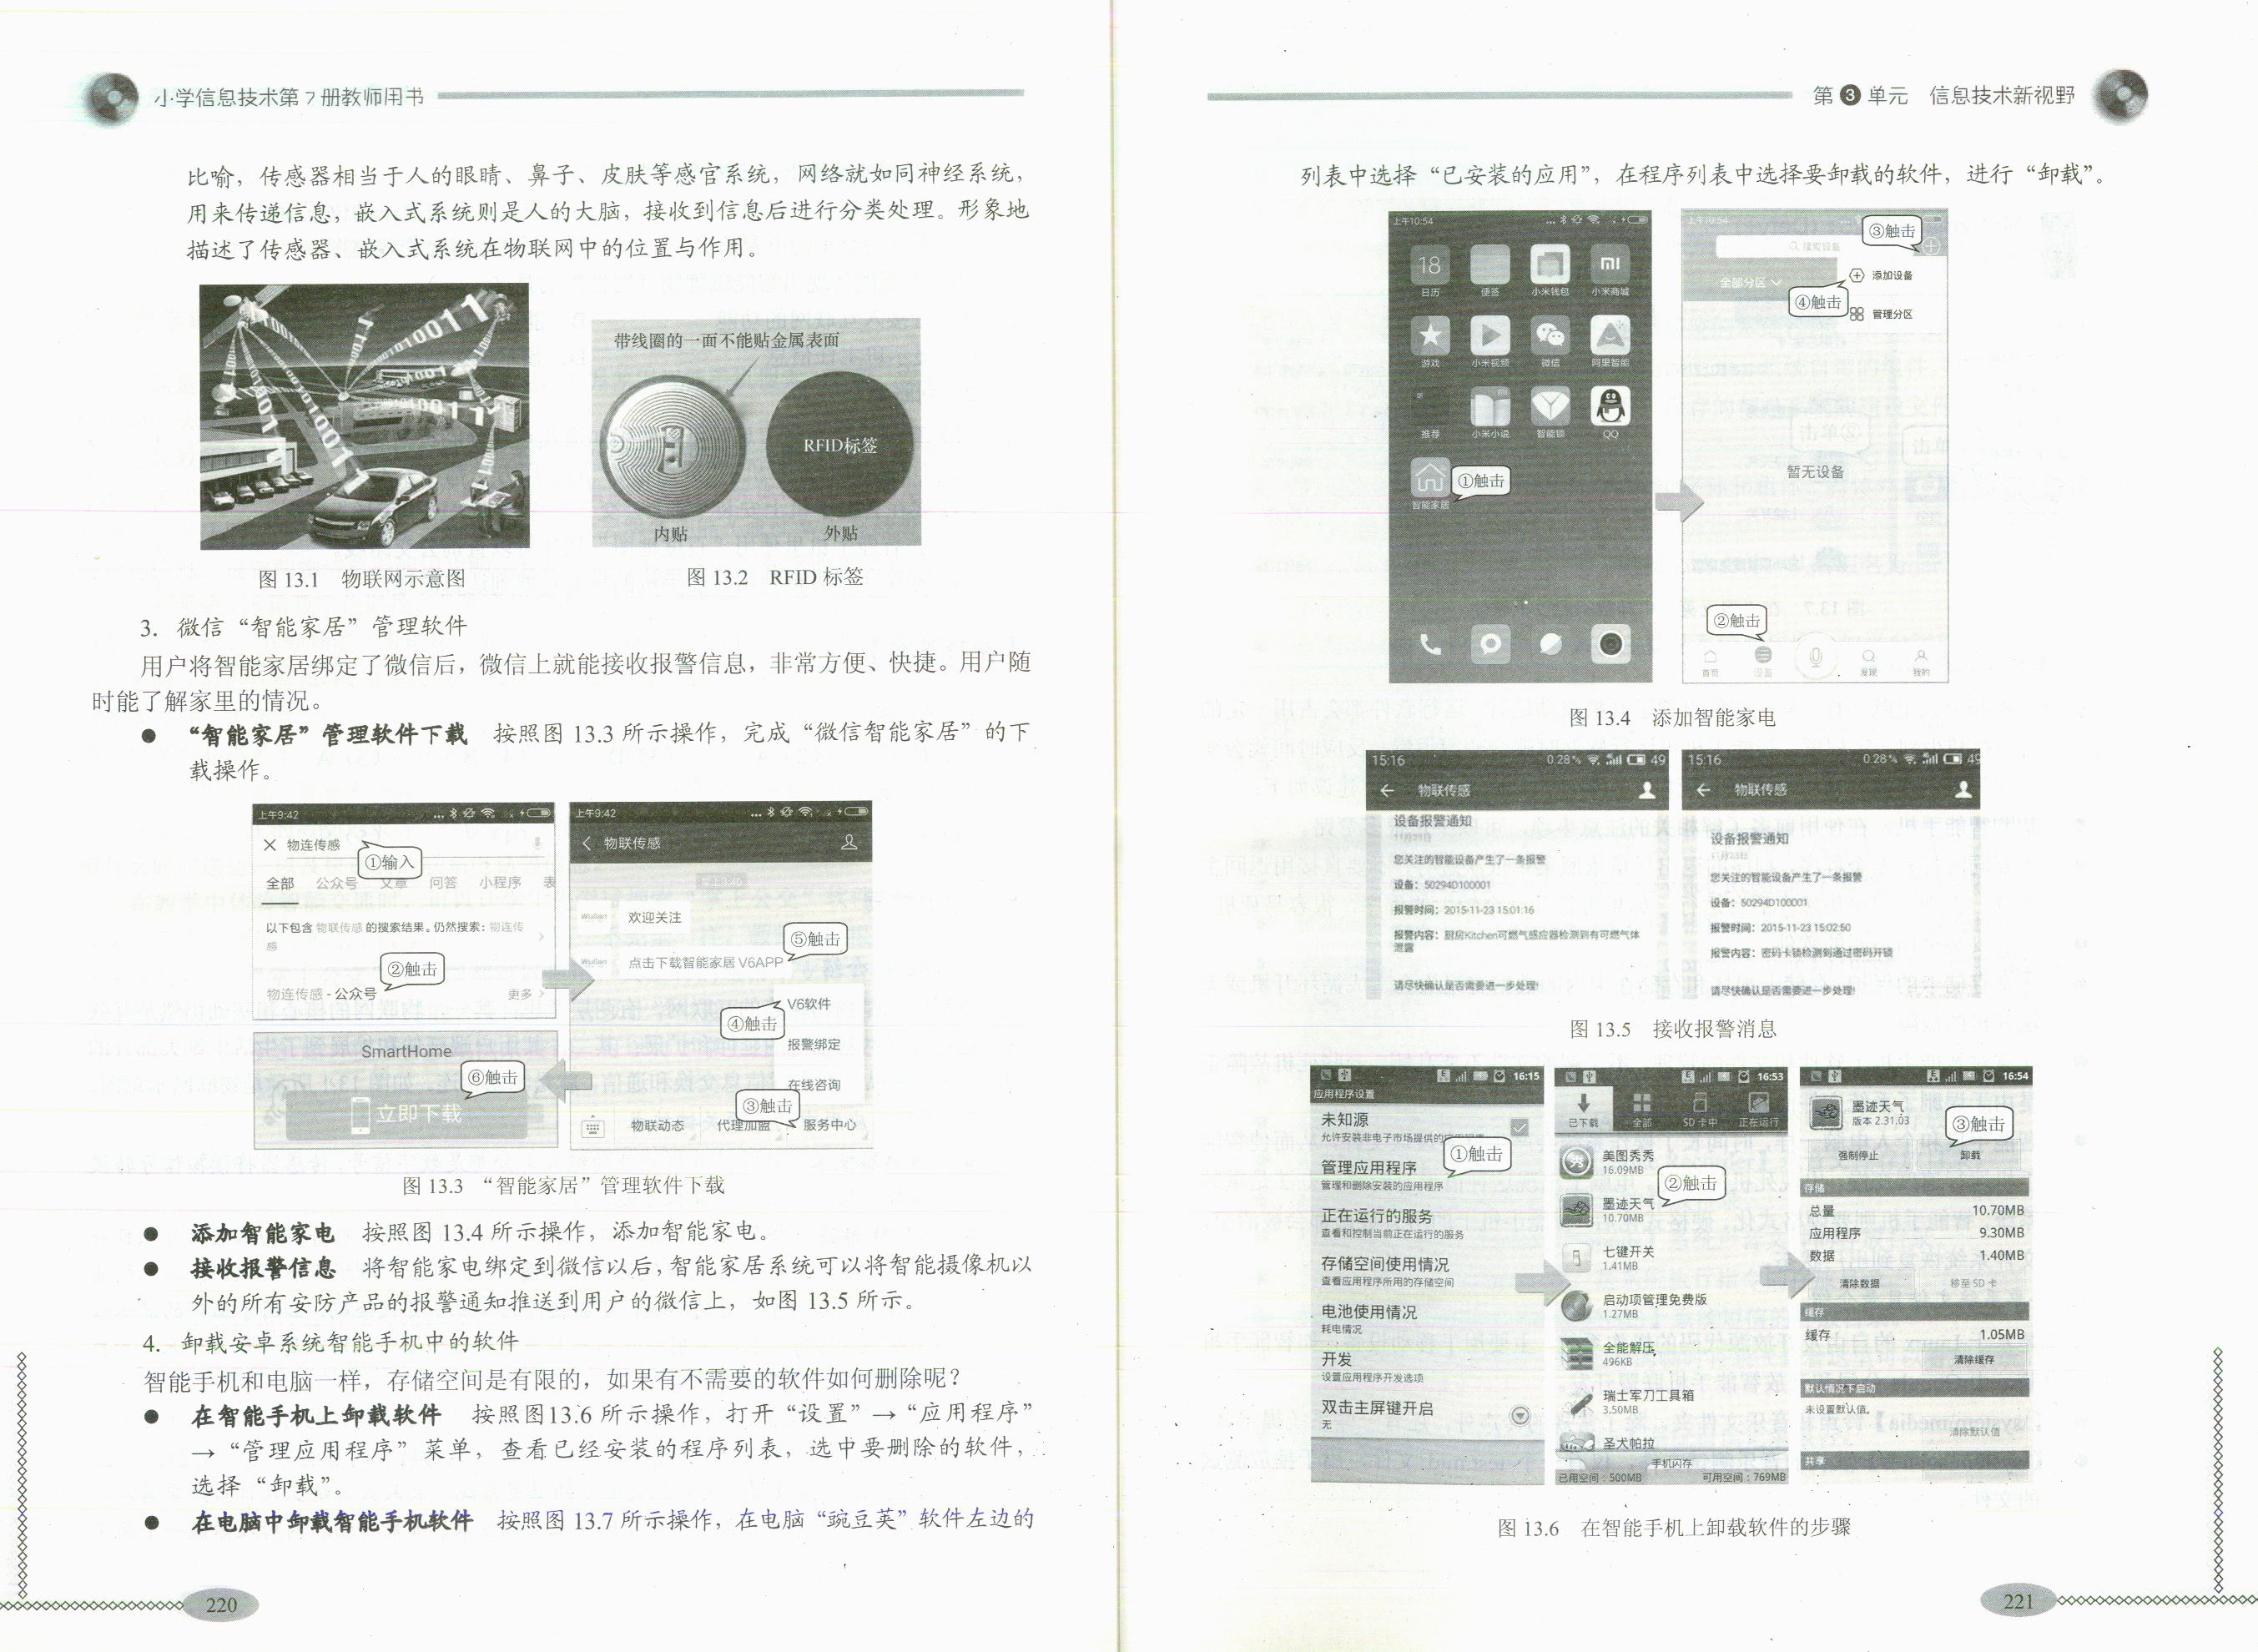 小学信息技术第7册教师用书
比喻，传感器相当于人的眼睛、鼻子、皮肤等感官系统，网络就如同神经系统，
用来传递信息，嵌入式系统则是人的大脑，接收到信息后进行分类处理。形象地
描述了传感器、嵌入式系统在物联网中的位置与作用。
带线圈的一面不能贴金属表面
RFID标签
内贴
外贴
图 13.1 物联网示意图
图 13.2 RFID 标签
3. 微信“智能家居”管理软件
用户将智能家居绑定了微信后，微信上就能接收报警信息，非常方便、快捷。用户随
时能了解家里的情况。
● “智能家居”管理软件下载 按照图 13.3 所示操作，完成“微信智能家居”的下
载操作。
上午9:42
物连传感
①输入
全部 公众号 文章 问答 小程序 表
以下包含 物联传感 的搜索结果。仍然搜索：物连传
感
②触击
物连传感 - 公众号 更多
SmartHome
⑥触击
立即下载
上午9:42
物联传感
欢迎关注
⑤触击
点击下载智能家居 V6APP
V6软件
④触击
报警绑定
在线咨询
③触击
物联动态 代理加盟 服务中心
图 13.3 “智能家居”管理软件下载
● 添加智能家电 按照图 13.4 所示操作，添加智能家电。
● 接收报警信息 将智能家电绑定到微信以后，智能家居系统可以将智能摄像机以
外的所有安防产品的报警通知推送到用户的微信上，如图 13.5 所示。
4. 卸载安卓系统智能手机中的软件
智能手机和电脑一样，存储空间是有限的，如果有不需要的软件如何删除呢？
● 在智能手机上卸载软件 按照图13.6 所示操作，打开“设置”→“应用程序”
→“管理应用程序”菜单，查看已经安装的程序列表，选中要删除的软件，
选择“卸载”。
● 在电脑中卸载智能手机软件 按照图 13.7 所示操作，在电脑“豌豆荚”软件左边的
220
第3单元 信息技术新视野
列表中选择“已安装的应用”，在程序列表中选择要卸载的软件，进行“卸载”。
上午10:54
18
日历 便签 小米钱包 小米商城
游戏 小米视频 微信 阿里智能
推荐 小米小说 智能锁 QQ
①触击
智能家居
上午10:54
③触击
搜索设备
添加设备
全部分区
④触击
管理分区
暂无设备
②触击
首页 设备 发现 我的
图 13.4 添加智能家电
15:16 0.28% 49
物联传感
设备报警通知
11月23日
您关注的智能设备产生了一条报警
设备：50294D100001
报警时间：2015-11-23 15:01:16
报警内容：厨房Kitchen可燃气感应器检测到有可燃气体
泄露
请尽快确认是否需要进一步处理!
15:16 0.28% 49
物联传感
设备报警通知
您关注的智能设备产生了一条报警
设备：50294D100001
报警时间：2015-11-23 15:02:50
报警内容：密码卡锁检测到通过密码开锁
请尽快确认是否需要进一步处理!
图 13.5 接收报警消息
16:15
应用程序设置
未知源
允许安装非电子市场提供的
①触击
管理应用程序
管理和删除安装的应用程序
正在运行的服务
查看和控制当前正在运行的服务
存储空间使用情况
查看应用程序所用的存储空间
电池使用情况
耗电情况
开发
设置应用程序开发选项
双击主屏键开启
无
16:53
已下载 全部 SD 卡中 正在运行
美图秀秀
16.09MB
②触击
墨迹天气
10.70MB
七键开关
1.41MB
启动项管理免费版
1.27MB
全能解压
496KB
瑞士军刀工具箱
3.50MB
圣犬帕拉
手机闪存
已用空间：500MB 可用空间：769MB
16:54
墨迹天气
版本 2.31.03
③触击
强制停止 卸载
存储
总量 10.70MB
应用程序 9.30MB
数据 1.40MB
清除数据 移至 SD 卡
缓存
缓存 1.05MB
清除缓存
默认情况下启动
未设置默认值。
清除默认值
共享
图 13.6 在智能手机上卸载软件的步骤
221